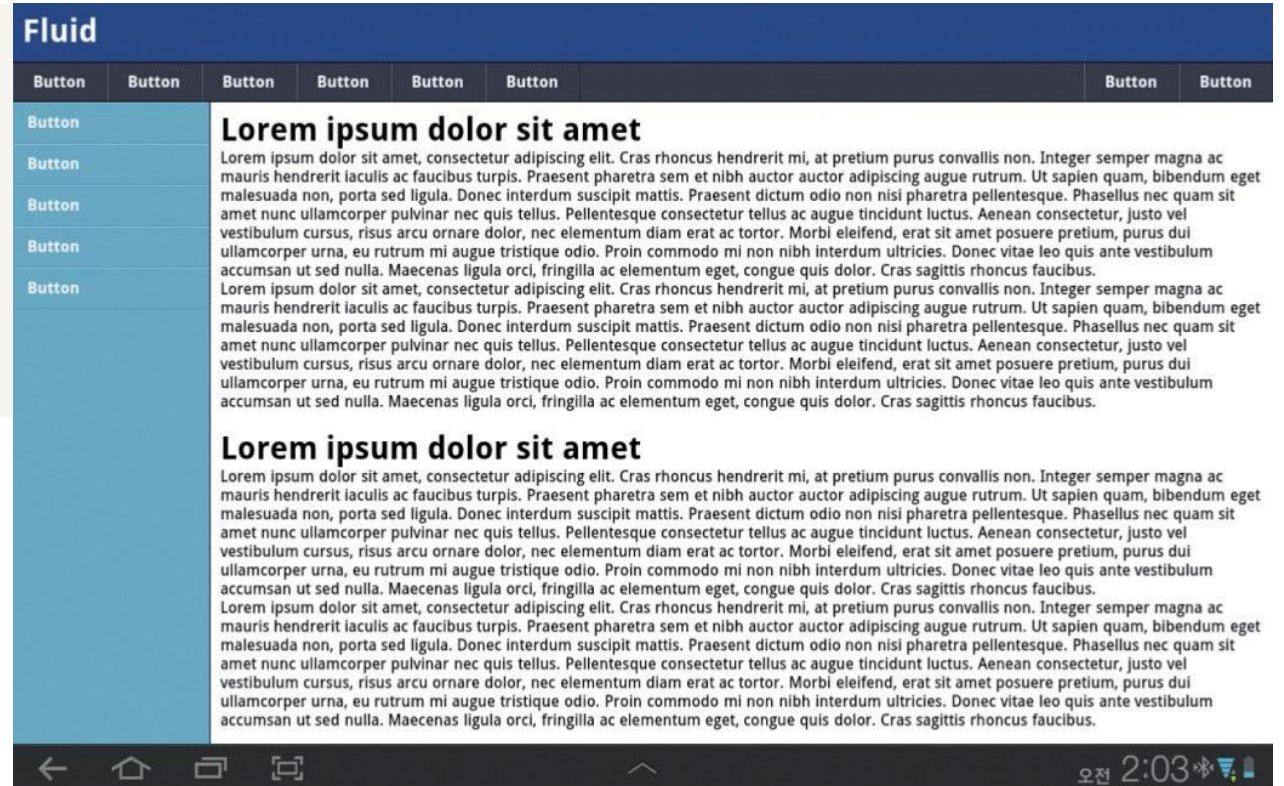 Fluid
Button Button Button Button Button Button Button Button
Button
Button
Button
Button
Button
Lorem ipsum dolor sit amet
Lorem ipsum dolor sit amet, consectetur adipiscing elit. Cras rhoncus hendrerit mi, at pretium purus convallis non. Integer semper magna ac
mauris hendrerit iaculis ac faucibus turpis. Praesent pharetra sem et nibh auctor auctor adipiscing augue rutrum. Ut sapien quam, bibendum eget
malesuada non, porta sed ligula. Donec interdum suscipit mattis. Praesent dictum odio non nisi pharetra pellentesque. Phasellus nec quam sit
amet nunc ullamcorper pulvinar nec quis tellus. Pellentesque consectetur tellus ac augue tincidunt luctus. Aenean consectetur, justo vel
vestibulum cursus, risus arcu ornare dolor, nec elementum diam erat ac tortor. Morbi eleifend, erat sit amet posuere pretium, purus dui
ullamcorper urna, eu rutrum mi augue tristique odio. Proin commodo mi non nibh interdum ultricies. Donec vitae leo quis ante vestibulum
accumsan ut sed nulla. Maecenas ligula orci, fringilla ac elementum eget, congue quis dolor. Cras sagittis rhoncus faucibus.
Lorem ipsum dolor sit amet, consectetur adipiscing elit. Cras rhoncus hendrerit mi, at pretium purus convallis non. Integer semper magna ac
mauris hendrerit iaculis ac faucibus turpis. Praesent pharetra sem et nibh auctor auctor adipiscing augue rutrum. Ut sapien quam, bibendum eget
malesuada non, porta sed ligula. Donec interdum suscipit mattis. Praesent dictum odio non nisi pharetra pellentesque. Phasellus nec quam sit
amet nunc ullamcorper pulvinar nec quis tellus. Pellentesque consectetur tellus ac augue tincidunt luctus. Aenean consectetur, justo vel
vestibulum cursus, risus arcu ornare dolor, nec elementum diam erat ac tortor. Morbi eleifend, erat sit amet posuere pretium, purus dui
ullamcorper urna, eu rutrum mi augue tristique odio. Proin commodo mi non nibh interdum ultricies. Donec vitae leo quis ante vestibulum
accumsan ut sed nulla. Maecenas ligula orci, fringilla ac elementum eget, congue quis dolor. Cras sagittis rhoncus faucibus.
Lorem ipsum dolor sit amet
Lorem ipsum dolor sit amet, consectetur adipiscing elit. Cras rhoncus hendrerit mi, at pretium purus convallis non. Integer semper magna ac
mauris hendrerit iaculis ac faucibus turpis. Praesent pharetra sem et nibh auctor auctor adipiscing augue rutrum. Ut sapien quam, bibendum eget
malesuada non, porta sed ligula. Donec interdum suscipit mattis. Praesent dictum odio non nisi pharetra pellentesque. Phasellus nec quam sit
amet nunc ullamcorper pulvinar nec quis tellus. Pellentesque consectetur tellus ac augue tincidunt luctus. Aenean consectetur, justo vel
vestibulum cursus, risus arcu ornare dolor, nec elementum diam erat ac tortor. Morbi eleifend, erat sit amet posuere pretium, purus dui
ullamcorper urna, eu rutrum mi augue tristique odio. Proin commodo mi non nibh interdum ultricies. Donec vitae leo quis ante vestibulum
accumsan ut sed nulla. Maecenas ligula orci, fringilla ac elementum eget, congue quis dolor. Cras sagittis rhoncus faucibus.
Lorem ipsum dolor sit amet, consectetur adipiscing elit. Cras rhoncus hendrerit mi, at pretium purus convallis non. Integer semper magna ac
mauris hendrerit iaculis ac faucibus turpis. Praesent pharetra sem et nibh auctor auctor adipiscing augue rutrum. Ut sapien quam, bibendum eget
malesuada non, porta sed ligula. Donec interdum suscipit mattis. Praesent dictum odio non nisi pharetra pellentesque. Phasellus nec quam sit
amet nunc ullamcorper pulvinar nec quis tellus. Pellentesque consectetur tellus ac augue tincidunt luctus. Aenean consectetur, justo vel
vestibulum cursus, risus arcu ornare dolor, nec elementum diam erat ac tortor. Morbi eleifend, erat sit amet posuere pretium, purus dui
ullamcorper urna, eu rutrum mi augue tristique odio. Proin commodo mi non nibh interdum ultricies. Donec vitae leo quis ante vestibulum
accumsan ut sed nulla. Maecenas ligula orci, fringilla ac elementum eget, congue quis dolor. Cras sagittis rhoncus faucibus.
오전 2:03